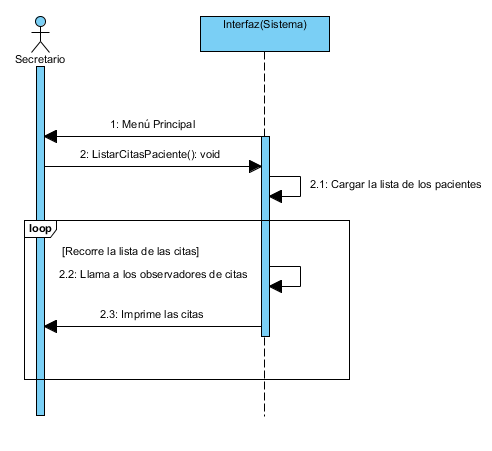 Interfaz(Sistema)
Secretario
1: Menú Principal
2: ListarCitasPaciente(): void
2.1: Cargar la lista de los pacientes
loop
[Recorre la lista de las citas]
2.2: Llama a los observadores de citas
2.3: Imprime las citas